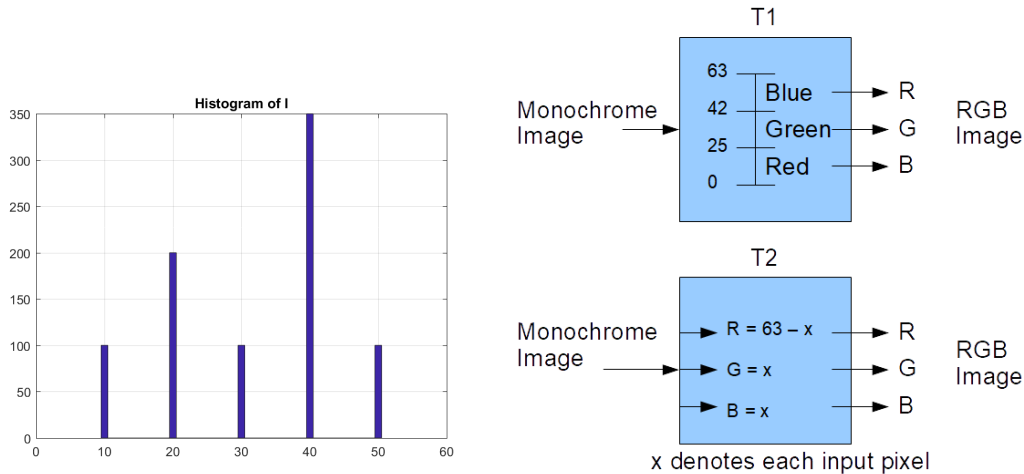 Histogram of I
350
300
250
200
150
100
50
0
0 10 20 30 40 50 60
T1
Monochrome
Image
63
42
25
0
Blue
Green
Red
R
G
B
RGB
Image
T2
Monochrome
Image
R = 63 – x
G = x
B = x
R
G
B
RGB
Image
x denotes each input pixel